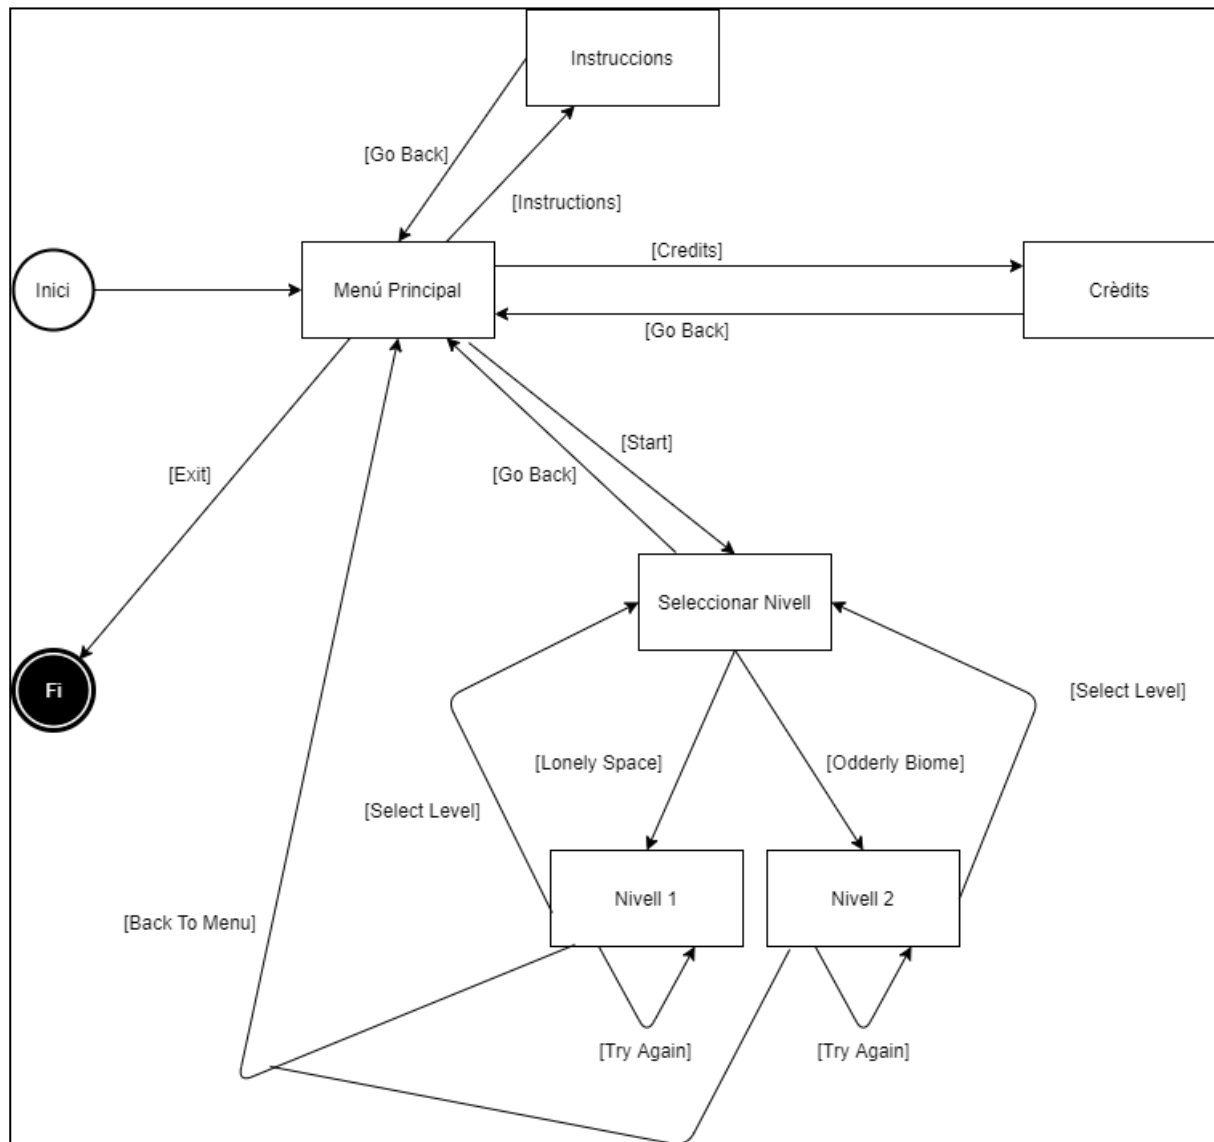 Instruccions
[Go Back]
[Instructions]
[Credits]
Inici
Menú Principal
Crèdits
[Go Back]
[Start]
[Exit]
[Go Back]
Seleccionar Nivell
Fi
[Select Level]
[Lonely Space]
[Odderly Biome]
[Select Level]
Nivell 1
Nivell 2
[Back To Menu]
[Try Again]
[Try Again]